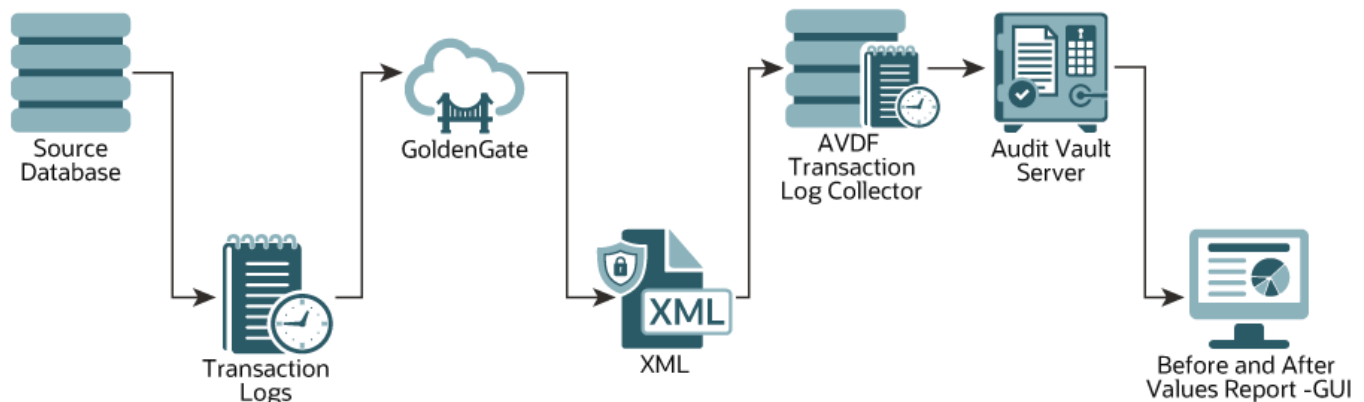 Source
Database
Transaction
Logs
GoldenGate
XML
XML
AVDF
Transaction
Log Collector
Audit Vault
Server
Before and After
Values Report -GUI